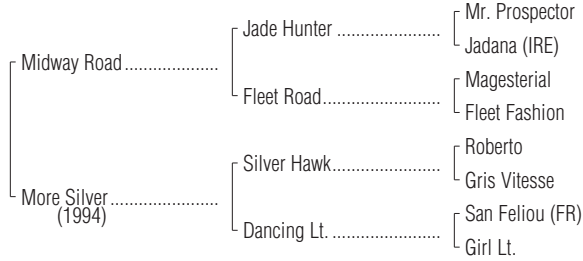 Mr. Prospector
Jade Hunter ..........................
Jadana (IRE)
Midway Road .......................
Magesterial
Fleet Road .............................
Fleet Fashion
Roberto
Silver Hawk ...........................
Gris Vitesse
More Silver ..........................
(1994)
San Feliou (FR)
Dancing Lt. ...........................
Girl Lt.